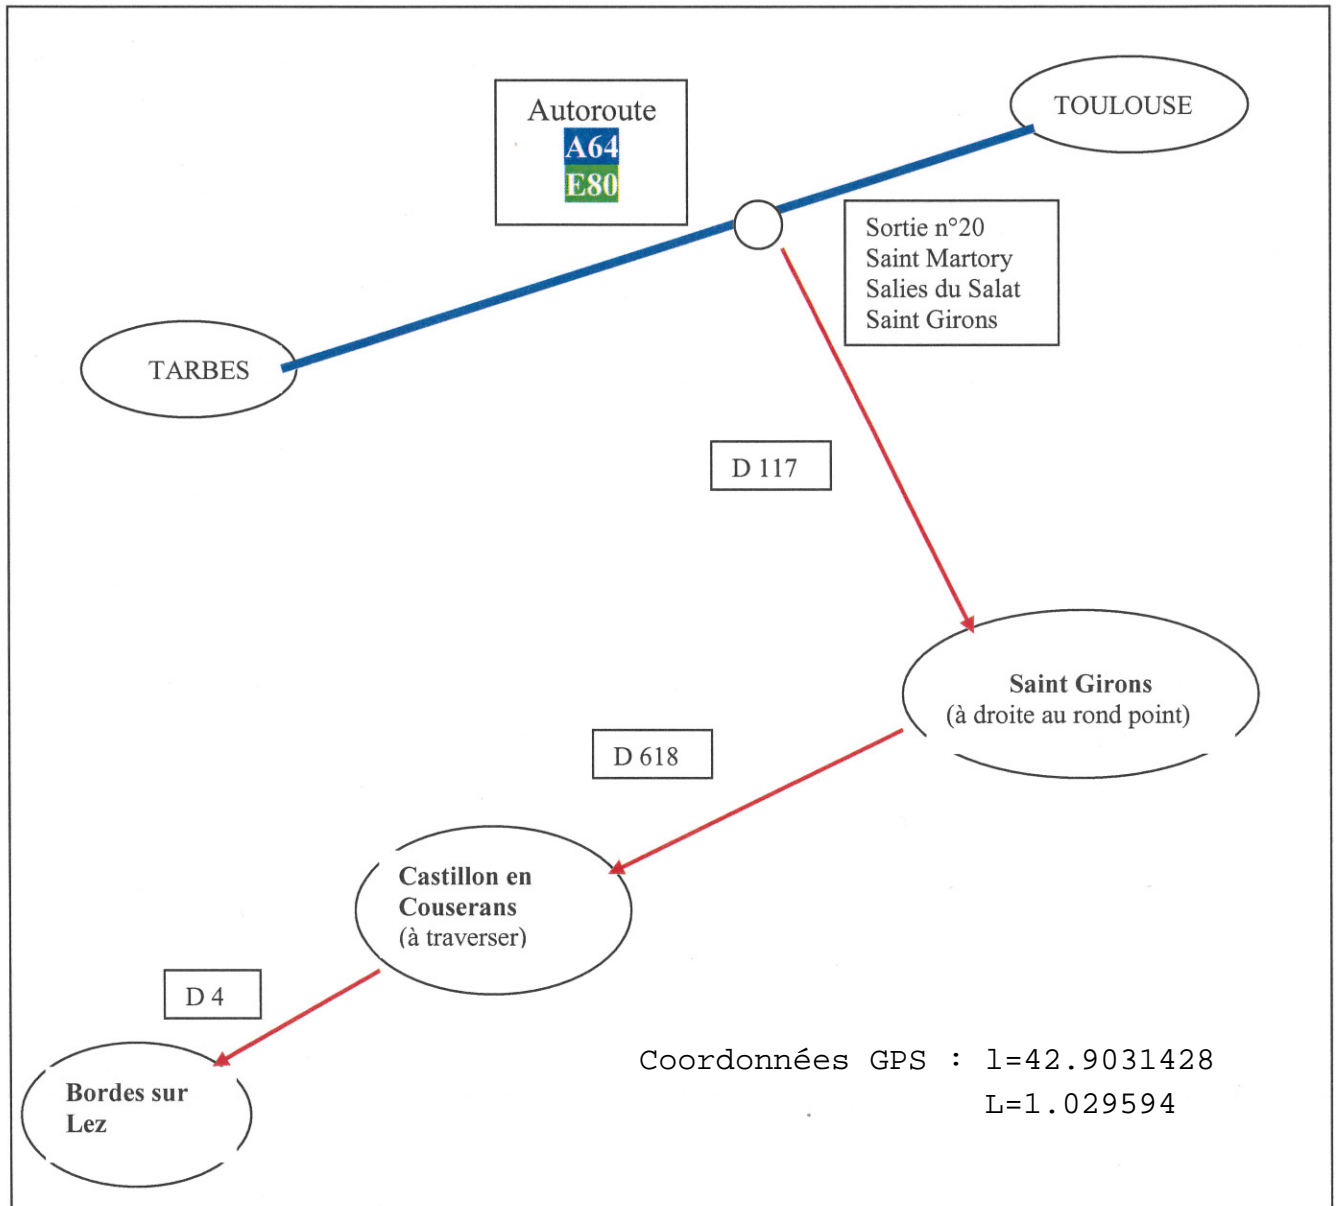 TOULOUSE
Autoroute
A64
E80
Sortie n°20
Saint Martory
Salies du Salat
Saint Girons
TARBES
D 117
Saint Girons
(à droite au rond point)
D 618
Castillon en
Couserans
(à traverser)
D 4
Bordes sur
Lez
Coordonnées GPS : l=42.9031428
L=1.029594